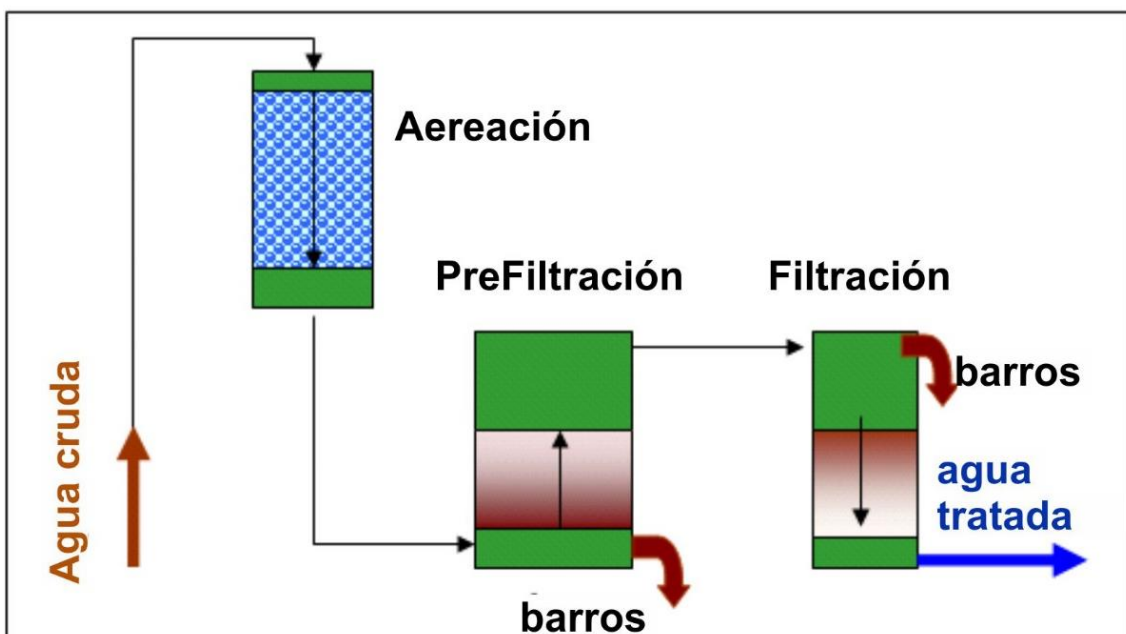 Aereación
PreFiltración
Filtración
barros
Agua cruda
agua
tratada
barros